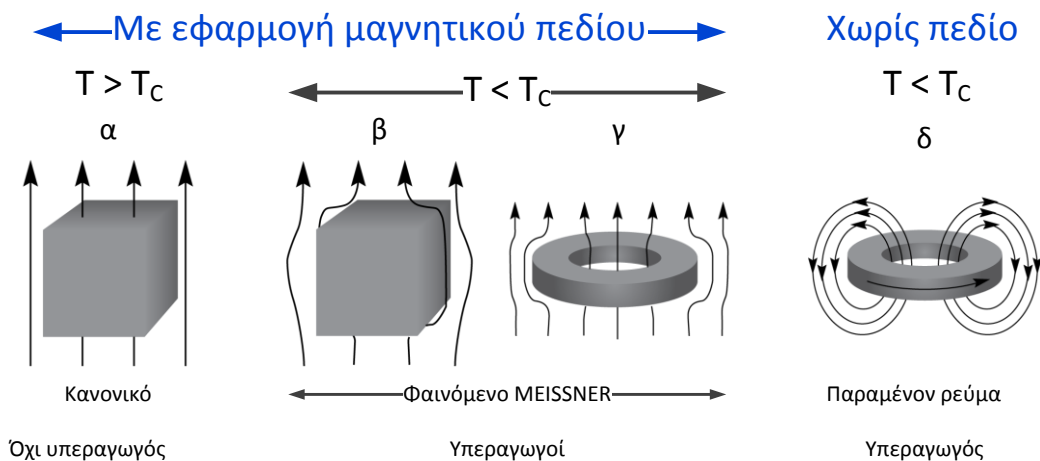 Με εφαρμογή μαγνητικού πεδίου Χωρίς πεδίο
T > TC T < TC T < TC
α β γ δ
Κανονικό Φαινόμενο MEISSNER Παραμένον ρεύμα
Όχι υπεραγωγός Υπεραγωγοί Υπεραγωγός